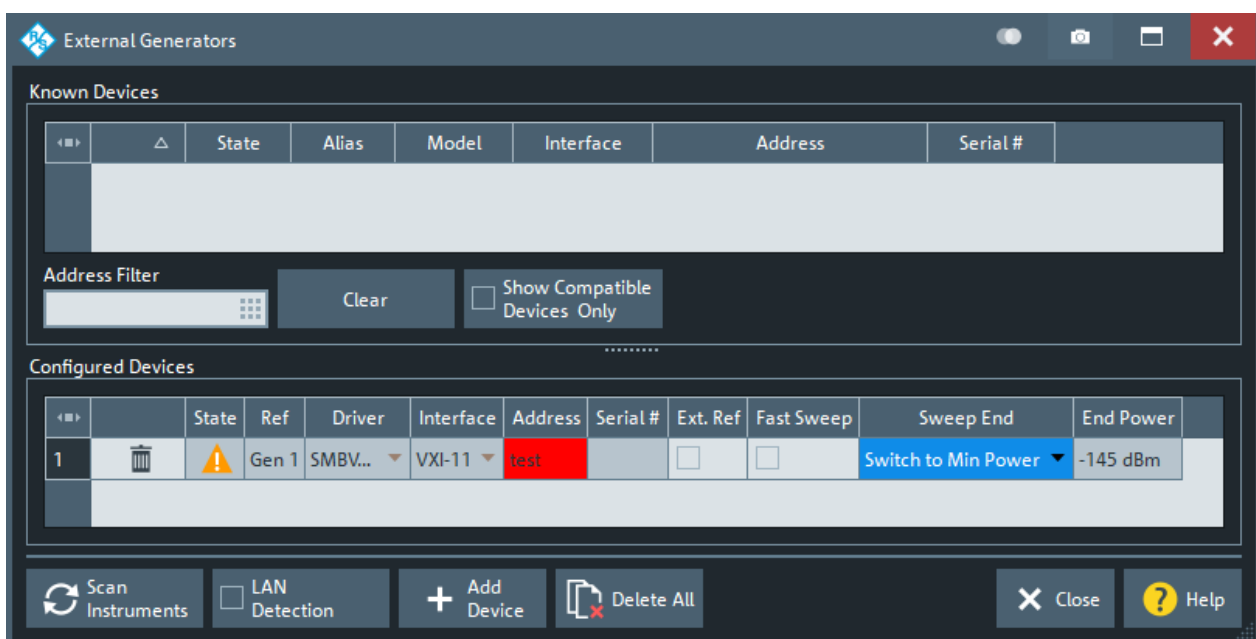 External Generators
Known Devices
State Alias Model Interface Address Serial #
Address Filter
Clear
Show Compatible
Devices Only
Configured Devices
State Ref Driver Interface Address Serial # Ext. Ref Fast Sweep Sweep End End Power
1 Gen 1 SMBV... VXI-11 test Switch to Min Power -145 dBm
Scan
Instruments
LAN
Detection
Add
Device
Delete All
Close
? Help